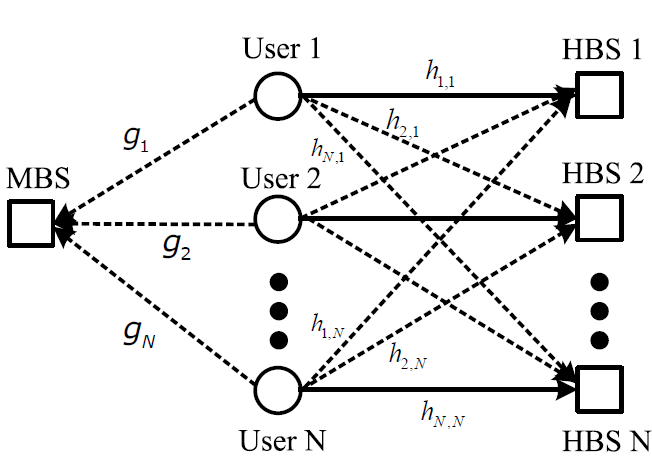 User 1
HBS 1
h1,1
g1
h2,1
hN,1
MBS
User 2
HBS 2
g2
h1,N
gN
h2,N
hN,N
User N
HBS N